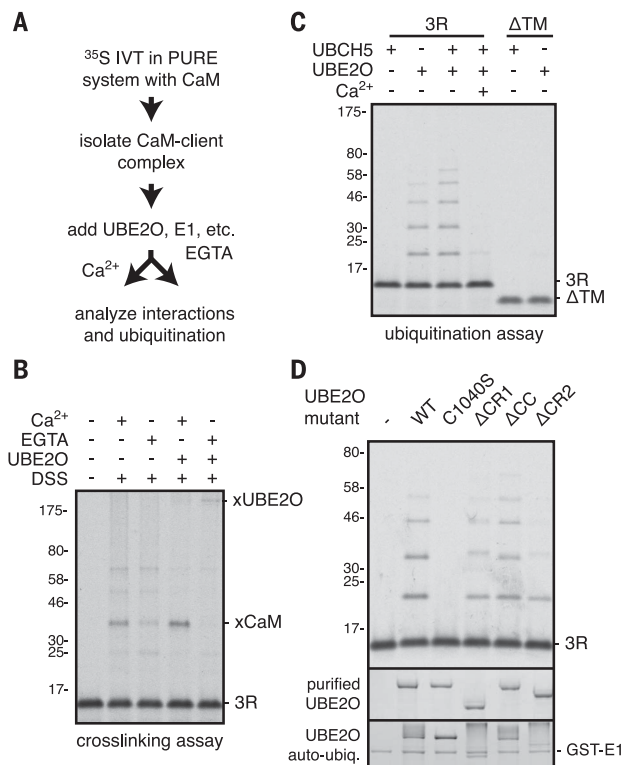 A
³⁵S IVT in PURE
system with CaM
isolate CaM-client
complex
add UBE2O, E1, etc.
Ca²⁺ EGTA
analyze interactions
and ubiquitination
B
Ca²⁺ - + - + -
EGTA - - + - +
UBE2O - - - + +
DSS - + + + +
175-
80-
58-
46-
30-
25-
17-
xUBE2O
xCaM
3R
crosslinking assay
C
3R ΔTM
UBCH5 + - + + + -
UBE2O - + + + - +
Ca²⁺ +
175-
80-
58-
46-
30-
25-
17-
3R
ΔTM
ubiquitination assay
D
UBE2O
mutant
- WT C1040S ΔCR1 ΔCC ΔCR2
80-
58-
46-
30-
25-
17-
3R
purified
UBE2O
UBE2O
auto-ubiq.
GST-E1